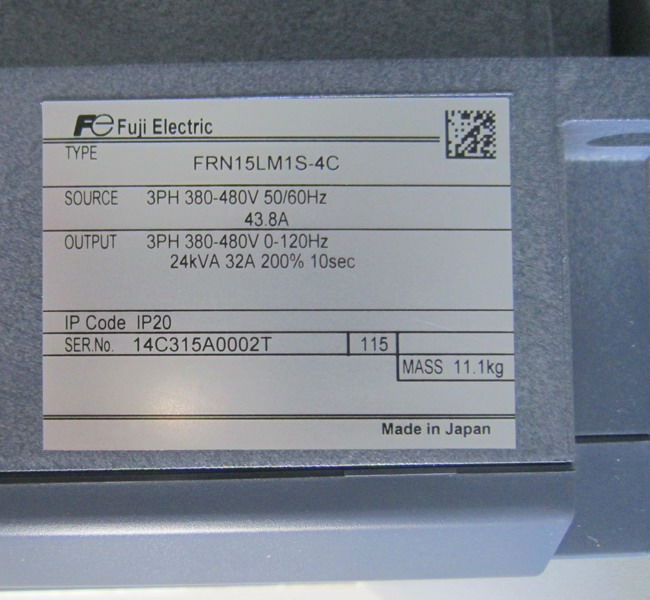 Fe Fuji Electric
TYPE FRN15LM1S-4C
SOURCE 3PH 380-480V 50/60Hz
43.8A
OUTPUT 3PH 380-480V 0-120Hz
24kVA 32A 200% 10sec
IP Code IP20
SER.No. 14C315A0002T 115
MASS 11.1kg
Made in Japan